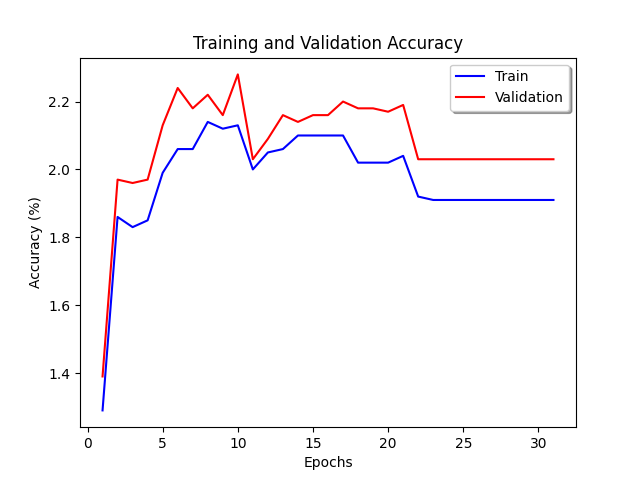 Training and Validation Accuracy
Train
Validation
Accuracy (%)
2.2
2.0
1.8
1.6
1.4
0 5 10 15 20 25 30
Epochs